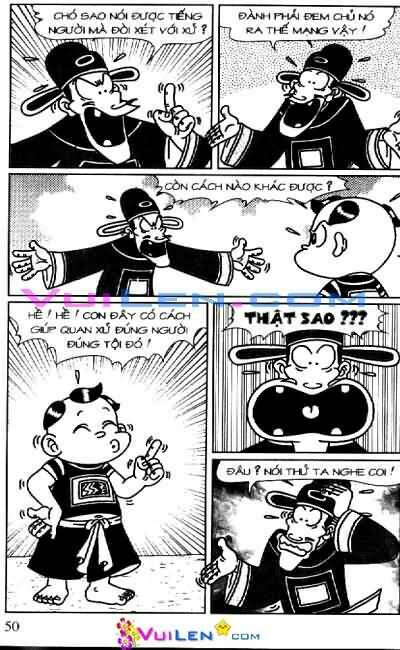 CHÓ SAO NÓI ĐƯỢC TIẾNG
NGƯỜI MÀ ĐÒI XÉT VỚI XỬ?
ĐÀNH PHẢI ĐEM CHỦ NÓ
RA THẾ MẠNG VẬY!
CÒN CÁCH NÀO KHÁC ĐƯỢC?
VUILEN.COM
HÈ! HÈ! CON ĐÂY CÓ CÁCH
GIÚP QUAN XỬ ĐÚNG NGƯỜI
ĐÚNG TỘI ĐÓ!
THẬT SAO???
ĐÂU? NÓI THỬ TA NGHE COI!
50
VUILEN.COM